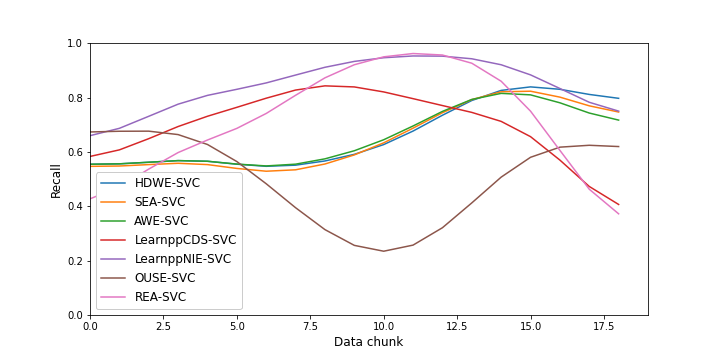 1.0
0.8
0.6
0.4
0.2
0.0
Recall
HDWE-SVC
SEA-SVC
AWE-SVC
LearnppCDS-SVC
LearnppNIE-SVC
OUSE-SVC
REA-SVC
0.0 2.5 5.0 7.5 10.0 12.5 15.0 17.5
Data chunk